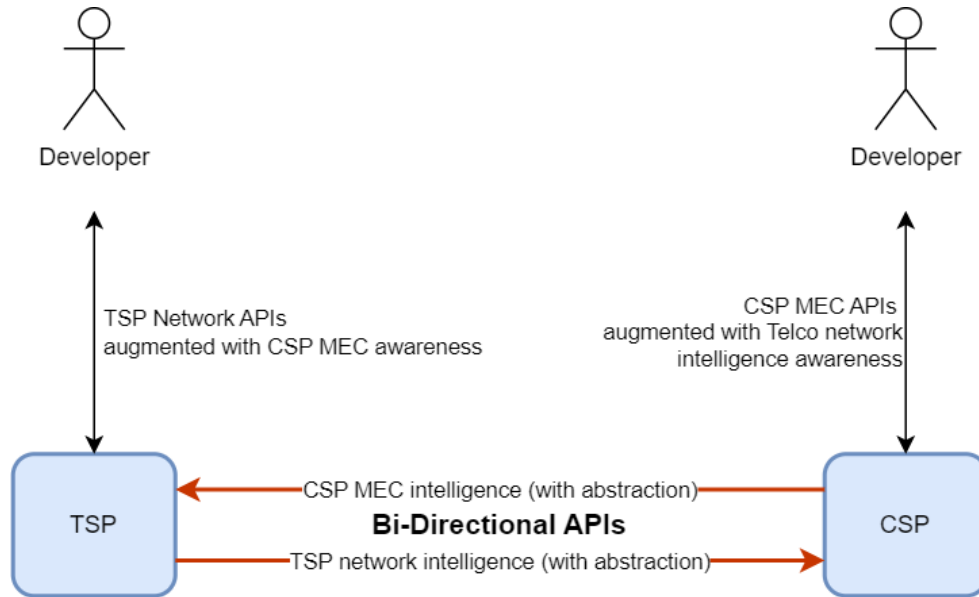 Developer
Developer
TSP Network APIs
augmented with CSP MEC awareness
CSP MEC APIs
augmented with Telco network
intelligence awareness
CSP MEC intelligence (with abstraction)
TSP
Bi-Directional APIs
CSP
TSP network intelligence (with abstraction)